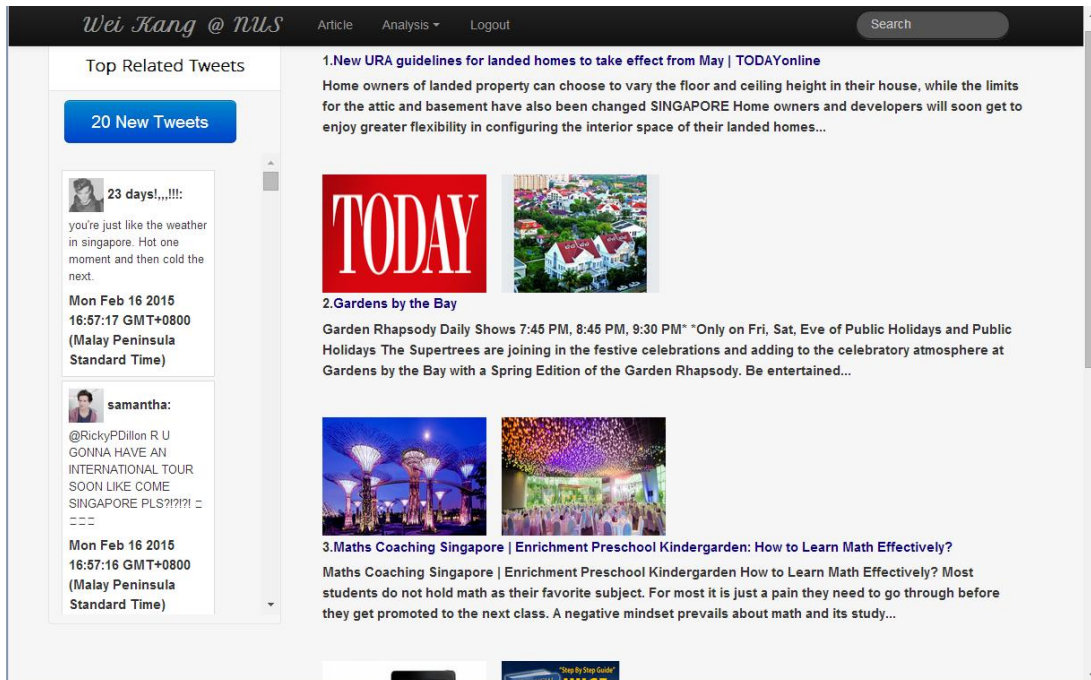 Wei Kang @ NUS
Article
Analysis
Logout
Search
Top Related Tweets
20 New Tweets
23 days!,,,!!!:
you're just like the weather
in singapore. Hot one
moment and then cold the
next.
Mon Feb 16 2015
16:57:17 GMT+0800
(Malay Peninsula
Standard Time)
samantha:
@RickyPDillon R U
GONNA HAVE AN
INTERNATIONAL TOUR
SOON LIKE COME
SINGAPORE PLS?!?!?!
Mon Feb 16 2015
16:57:16 GMT+0800
(Malay Peninsula
Standard Time)
1.New URA guidelines for landed homes to take effect from May | TODAYonline
Home owners of landed property can choose to vary the floor and ceiling height in their house, while the limits
for the attic and basement have also been changed SINGAPORE Home owners and developers will soon get to
enjoy greater flexibility in configuring the interior space of their landed homes...
TODAY
2.Gardens by the Bay
Garden Rhapsody Daily Shows 7:45 PM, 8:45 PM, 9:30 PM* *Only on Fri, Sat, Eve of Public Holidays and Public
Holidays The Supertrees are joining in the festive celebrations and adding to the celebratory atmosphere at
Gardens by the Bay with a Spring Edition of the Garden Rhapsody. Be entertained...
3.Maths Coaching Singapore | Enrichment Preschool Kindergarden: How to Learn Math Effectively?
Maths Coaching Singapore | Enrichment Preschool Kindergarden How to Learn Math Effectively? Most
students do not hold math as their favorite subject. For most it is just a pain they need to go through before
they get promoted to the next class. A negative mindset prevails about math and its study...
"Step By Step Guide"